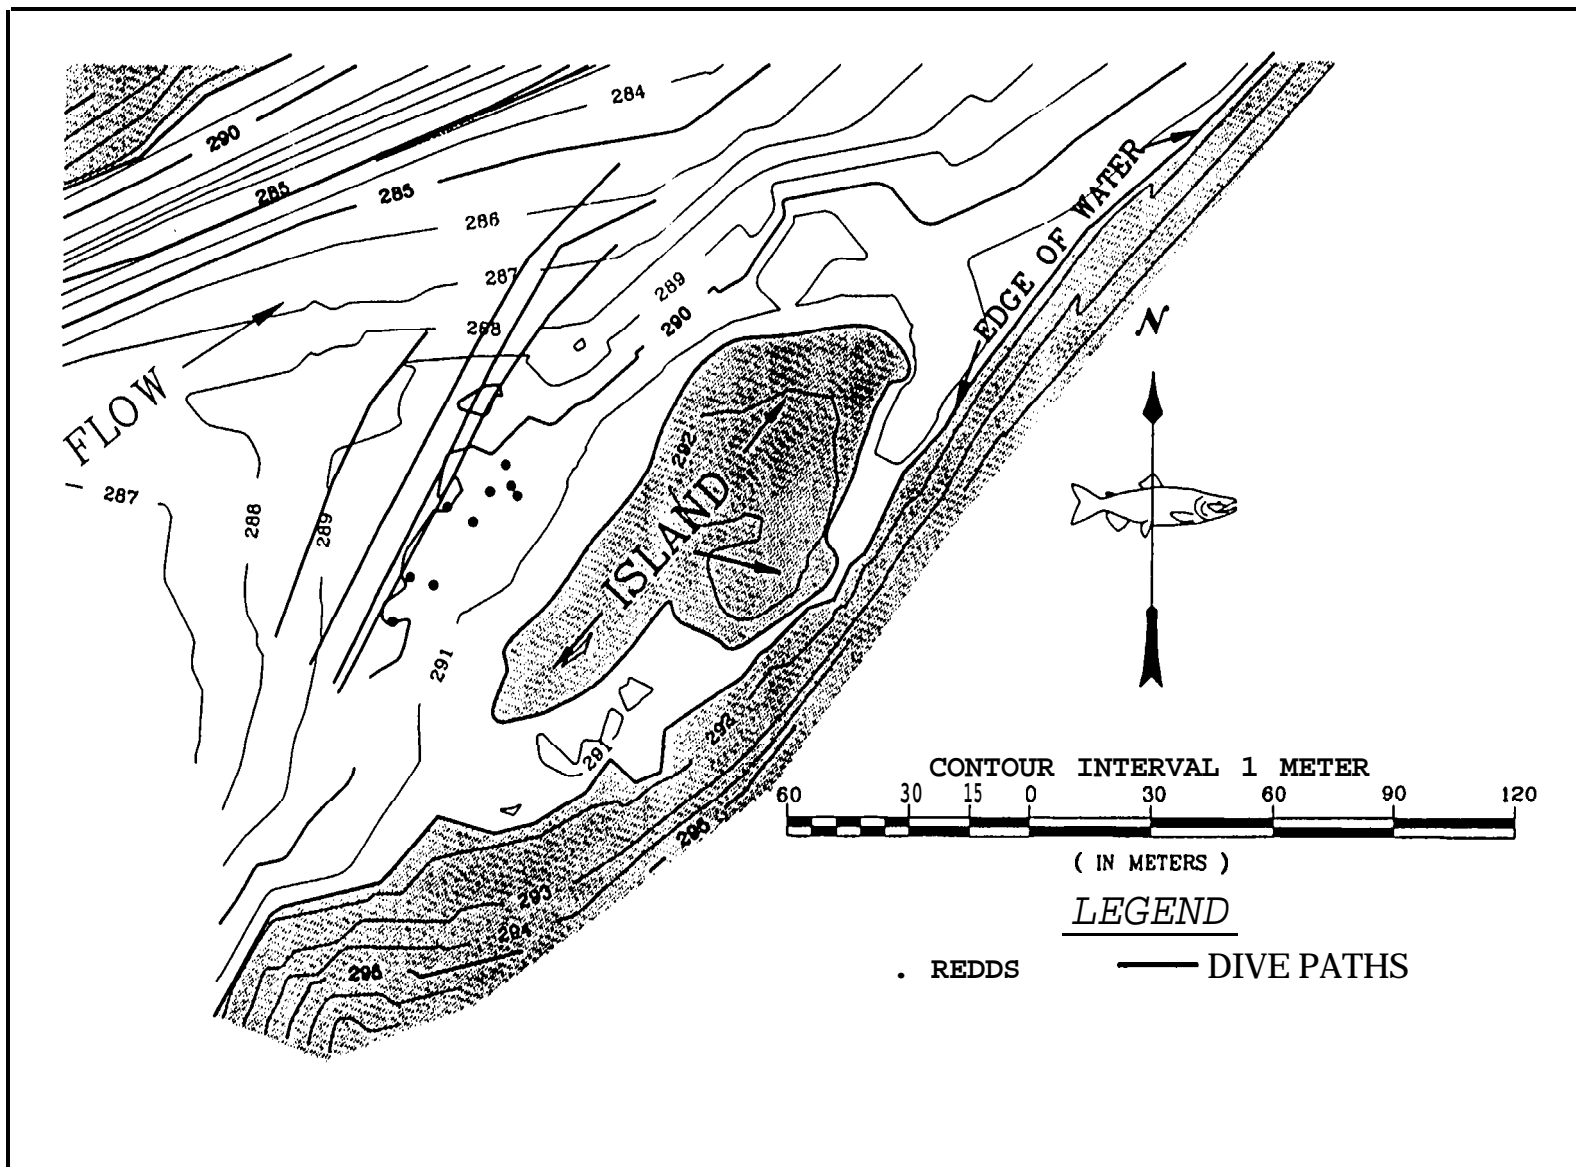 284
290
285
285
286
287
288
289
290
EDGE OF WATER
FLOW
N
292
287
288
289
ISLAND
291
292
291
CONTOUR INTERVAL 1 METER
60 30 15 0 30 60 90 120
( IN METERS )
293
294
LEGEND
. REDDS
DIVE PATHS